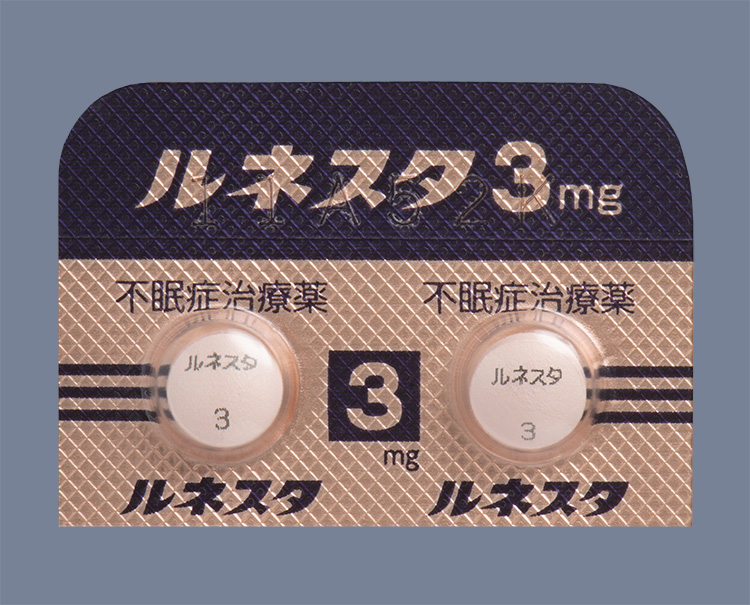 ルネスタ3mg
11A52K
不眠症治療薬 不眠症治療薬
ルネスタ ルネスタ
3 3 3
mg
ルネスタ ルネスタ